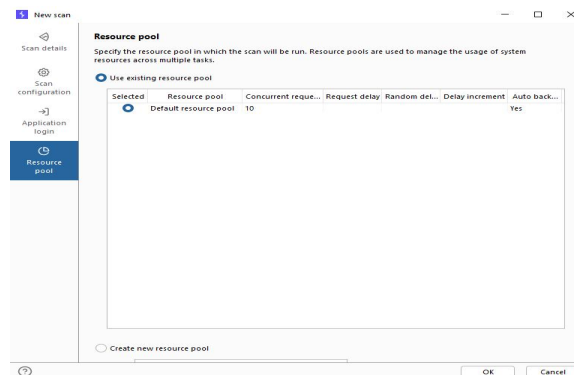 New scan
Scan details
Scan
configuration
Application
login
Resource
pool
Resource pool
Specify the resource pool in which the scan will be run. Resource pools are used to manage the usage of system
resources across multiple tasks.
Use existing resource pool
Selected Resource pool Concurrent reque... Request delay Random del... Delay increment Auto back...
Default resource pool 10 Yes
Create new resource pool
OK Cancel